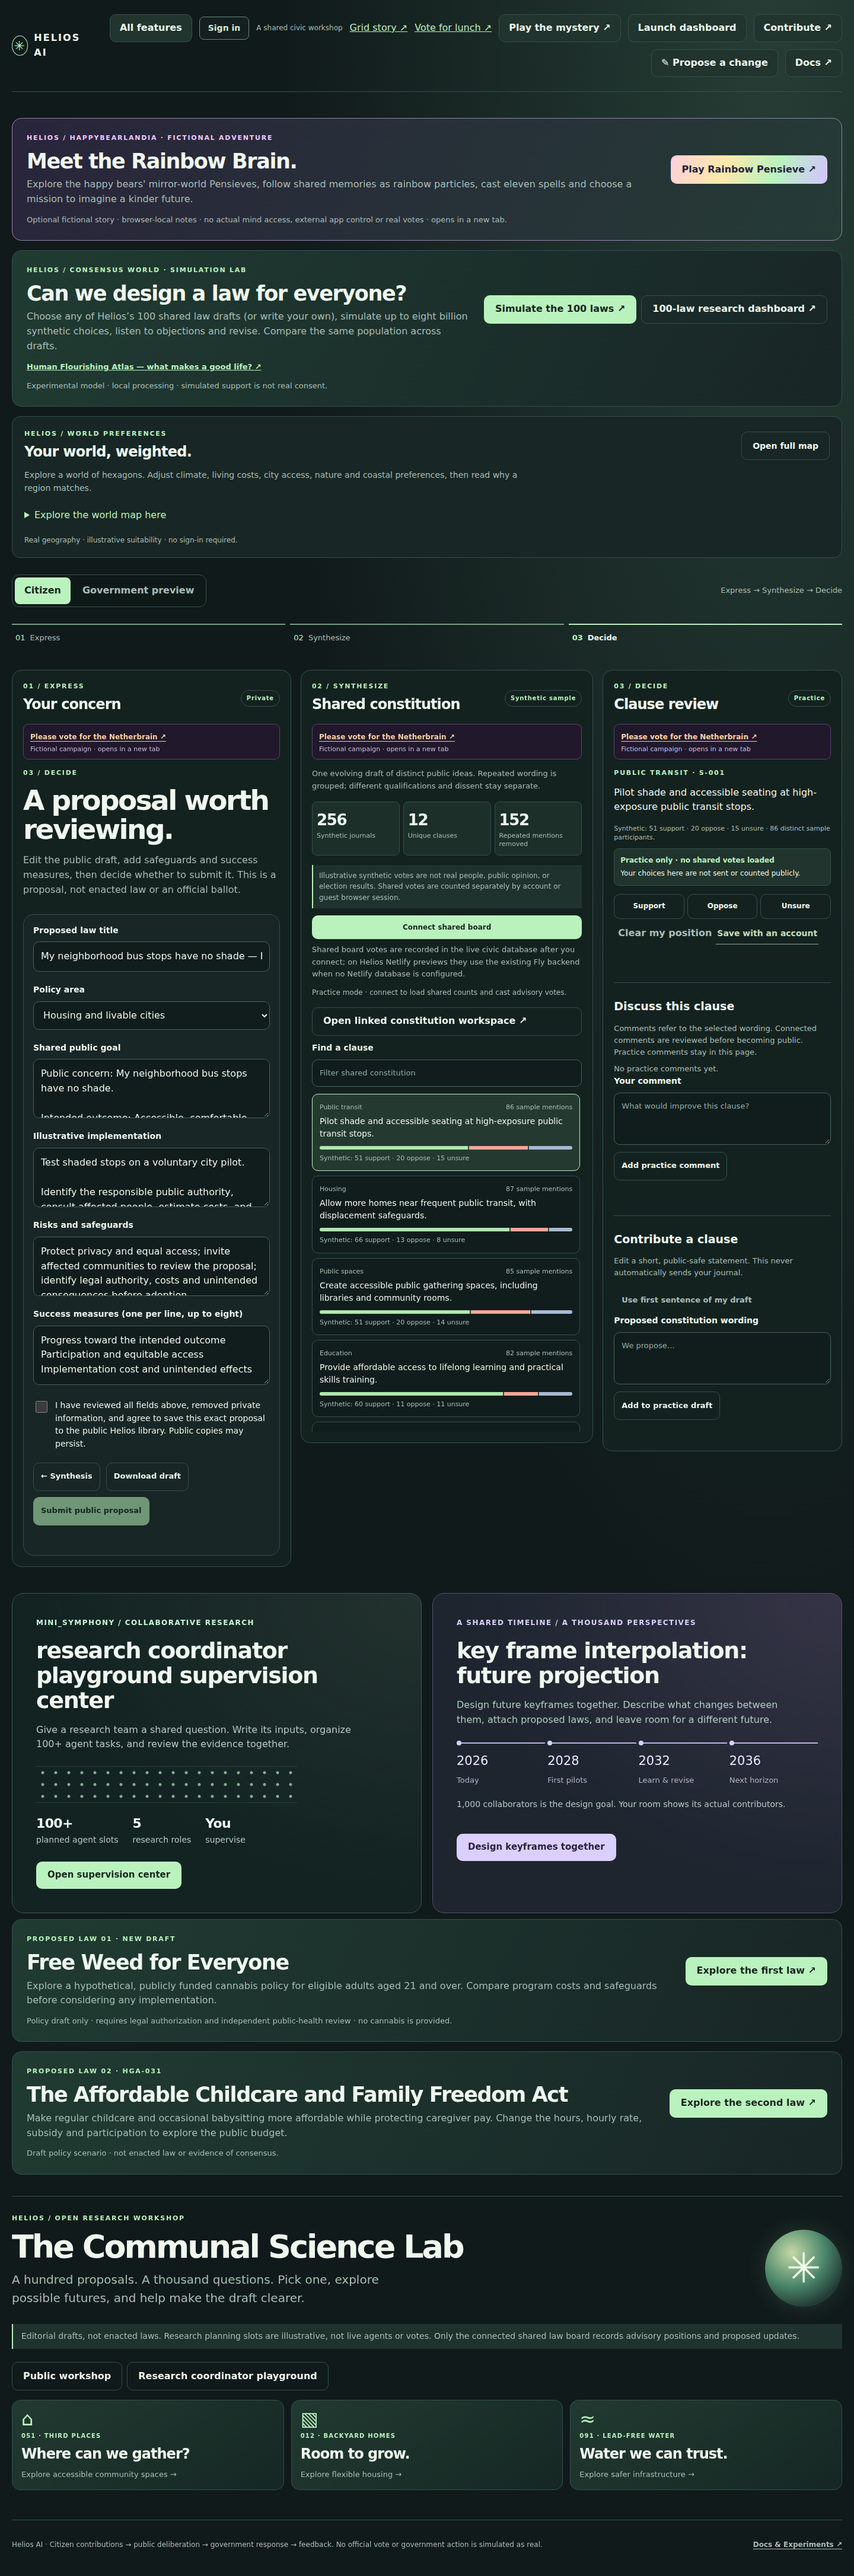 HELIOS
AI
All features
Sign in
A shared civic workshop
Grid story ↗
Vote for lunch ↗
Play the mystery ↗
Launch dashboard
Contribute ↗
✎ Propose a change
Docs ↗
HELIOS / HAPPYBEARLANDIA · FICTIONAL ADVENTURE
Meet the Rainbow Brain.
Explore the happy bears' mirror-world Pensieves, follow shared memories as rainbow particles, cast eleven spells and choose a
mission to imagine a kinder future.
Optional fictional story · browser-local notes · no actual mind access, external app control or real votes · opens in a new tab.
Play Rainbow Pensieve ↗
HELIOS / CONSENSUS WORLD · SIMULATION LAB
Can we design a law for everyone?
Choose any of Helios's 100 shared law drafts (or write your own), simulate up to eight billion
synthetic choices, listen to objections and revise. Compare the same population across
drafts.
Human Flourishing Atlas — what makes a good life? ↗
Experimental model · local processing · simulated support is not real consent.
Simulate the 100 laws ↗
100-law research dashboard ↗
HELIOS / WORLD PREFERENCES
Your world, weighted.
Explore a world of hexagons. Adjust climate, living costs, city access, nature and coastal preferences, then read why a
region matches.
▶ Explore the world map here
Real geography · illustrative suitability · no sign-in required.
Open full map
Citizen
Government preview
Express → Synthesize → Decide
01 Express
02 Synthesize
03 Decide
01 / EXPRESS
Your concern
Private
Please vote for the Netherbrain ↗
Fictional campaign · opens in a new tab
03 / DECIDE
A proposal worth
reviewing.
Edit the public draft, add safeguards and success
measures, then decide whether to submit it. This is a
proposal, not enacted law or an official ballot.
Proposed law title
My neighborhood bus stops have no shade —
Policy area
Housing and livable cities
Shared public goal
Public concern: My neighborhood bus stops
have no shade.
Intended outcome: Accessible, comfortable
Illustrative implementation
Test shaded stops on a voluntary city pilot.
Identify the responsible public authority,
consult affected people, estimate costs, and
Risks and safeguards
Protect privacy and equal access; invite
affected communities to review the proposal;
identify legal authority, costs and unintended
consequences before adoption.
Success measures (one per line, up to eight)
Progress toward the intended outcome
Participation and equitable access
Implementation cost and unintended effects
I have reviewed all fields above, removed private
information, and agree to save this exact proposal
to the public Helios library. Public copies may
persist.
← Synthesis
Download draft
Submit public proposal
02 / SYNTHESIZE
Shared constitution
Synthetic sample
Please vote for the Netherbrain ↗
Fictional campaign · opens in a new tab
One evolving draft of distinct public ideas. Repeated wording is
grouped; different qualifications and dissent stay separate.
256
Synthetic journals
12
Unique clauses
152
Repeated mentions
removed
Illustrative synthetic votes are not real people, public opinion, or
election results. Shared votes are counted separately by account or
guest browser session.
Connect shared board
Shared board votes are recorded in the live civic database after you
connect; on Helios Netlify previews they use the existing Fly backend
when no Netlify database is configured.
Practice mode · connect to load shared counts and cast advisory votes.
Open linked constitution workspace ↗
Find a clause
Filter shared constitution
Public transit
86 sample mentions
Pilot shade and accessible seating at high-exposure public
transit stops.
Synthetic: 51 support · 20 oppose · 15 unsure
Housing
87 sample mentions
Allow more homes near frequent public transit, with
displacement safeguards.
Synthetic: 66 support · 13 oppose · 8 unsure
Public spaces
85 sample mentions
Create accessible public gathering spaces, including
libraries and community rooms.
Synthetic: 51 support · 20 oppose · 14 unsure
Education
82 sample mentions
Provide affordable access to lifelong learning and practical
skills training.
Synthetic: 60 support · 11 oppose · 11 unsure
03 / DECIDE
Clause review
Practice
Please vote for the Netherbrain ↗
Fictional campaign · opens in a new tab
PUBLIC TRANSIT · S-001
Pilot shade and accessible seating at high-
exposure public transit stops.
Synthetic: 51 support · 20 oppose · 15 unsure · 86 distinct sample
participants.
Practice only · no shared votes loaded
Your choices here are not sent or counted publicly.
Support
Oppose
Unsure
Clear my position
Save with an account
Discuss this clause
Comments refer to the selected wording. Connected
comments are reviewed before becoming public.
Practice comments stay in this page.
No practice comments yet.
Your comment
What would improve this clause?
Add practice comment
Contribute a clause
Edit a short, public-safe statement. This never
automatically sends your journal.
Use first sentence of my draft
Proposed constitution wording
We propose...
Add to practice draft
MINI_SYMPHONY / COLLABORATIVE RESEARCH
research coordinator
playground supervision
center
Give a research team a shared question. Write its inputs, organize
100+ agent tasks, and review the evidence together.
100+
planned agent slots
5
research roles
You
supervise
Open supervision center
A SHARED TIMELINE / A THOUSAND PERSPECTIVES
key frame interpolation:
future projection
Design future keyframes together. Describe what changes between
them, attach proposed laws, and leave room for a different future.
2026
Today
2028
First pilots
2032
Learn & revise
2036
Next horizon
1,000 collaborators is the design goal. Your room shows its actual contributors.
Design keyframes together
PROPOSED LAW 01 · NEW DRAFT
Free Weed for Everyone
Explore a hypothetical, publicly funded cannabis policy for eligible adults aged 21 and over. Compare program costs and safeguards
before considering any implementation.
Policy draft only · requires legal authorization and independent public-health review · no cannabis is provided.
Explore the first law ↗
PROPOSED LAW 02 · HGA-031
The Affordable Childcare and Family Freedom Act
Make regular childcare and occasional babysitting more affordable while protecting caregiver pay. Change the hours, hourly rate,
subsidy and participation to explore the public budget.
Draft policy scenario · not enacted law or evidence of consensus.
Explore the second law ↗
HELIOS / OPEN RESEARCH WORKSHOP
The Communal Science Lab
A hundred proposals. A thousand questions. Pick one, explore
possible futures, and help make the draft clearer.
Editorial drafts, not enacted laws. Research planning slots are illustrative, not live agents or votes. Only the connected shared law board records advisory positions and proposed updates.
Public workshop
Research coordinator playground
051 · THIRD PLACES
Where can we gather?
Explore accessible community spaces →
012 · BACKYARD HOMES
Room to grow.
Explore flexible housing →
091 · LEAD-FREE WATER
Water we can trust.
Explore safer infrastructure →
Helios AI · Citizen contributions → public deliberation → government response → feedback. No official vote or government action is simulated as real.
Docs & Experiments ↗